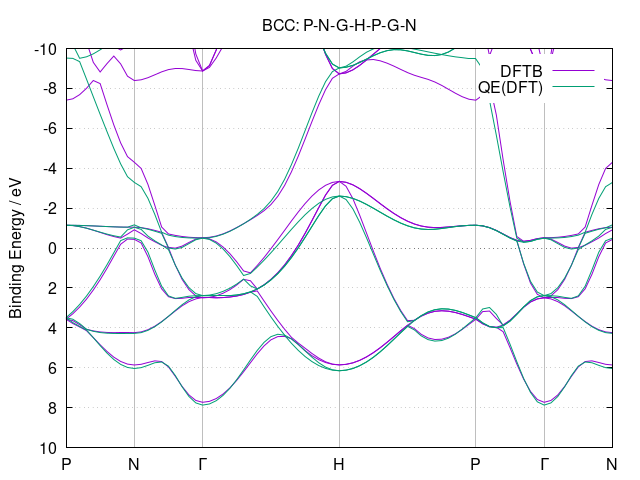 BCC: P-N-G-H-P-G-N
DFTB
QE(DFT)
Binding Energy / eV
-10
-8
-6
-4
-2
0
2
4
6
8
10
P N Γ H P Γ N